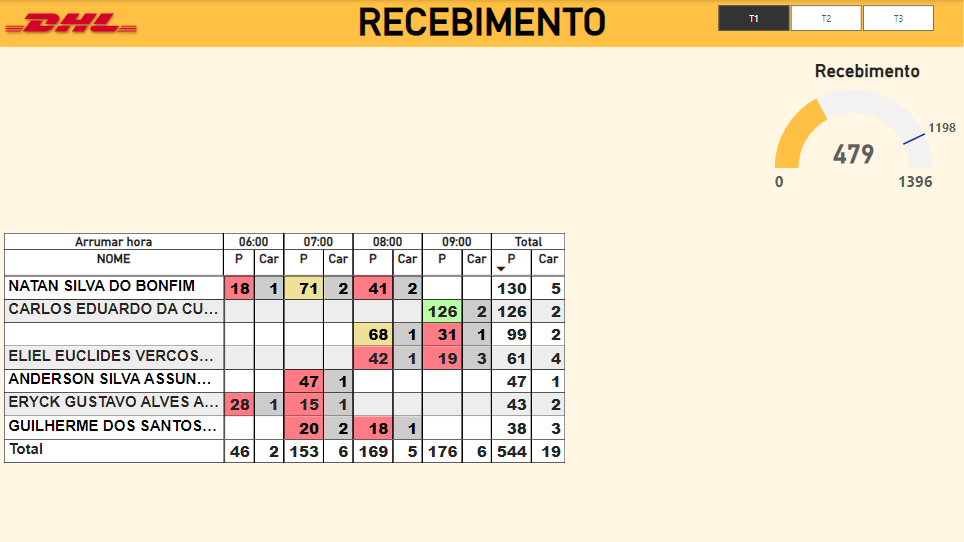 DHL
RECEBIMENTO
T1 T2 T3
Recebimento
1198
479
0 1396
Arrumar hora 06:00 07:00 08:00 09:00 Total
NOME P Car P Car P Car P Car P Car
NATAN SILVA DO BONFIM 18 1 71 2 41 2 130 5
CARLOS EDUARDO DA CU... 126 2 126 2
68 1 31 1 99 2
ELIEL EUCLIDES VERCOS... 42 1 19 3 61 4
ANDERSON SILVA ASSUN... 47 1 47 1
ERYCK GUSTAVO ALVES A... 28 1 15 1 43 2
GUILHERME DOS SANTOS... 20 2 18 1 38 3
Total 46 2 153 6 169 5 176 6 544 19